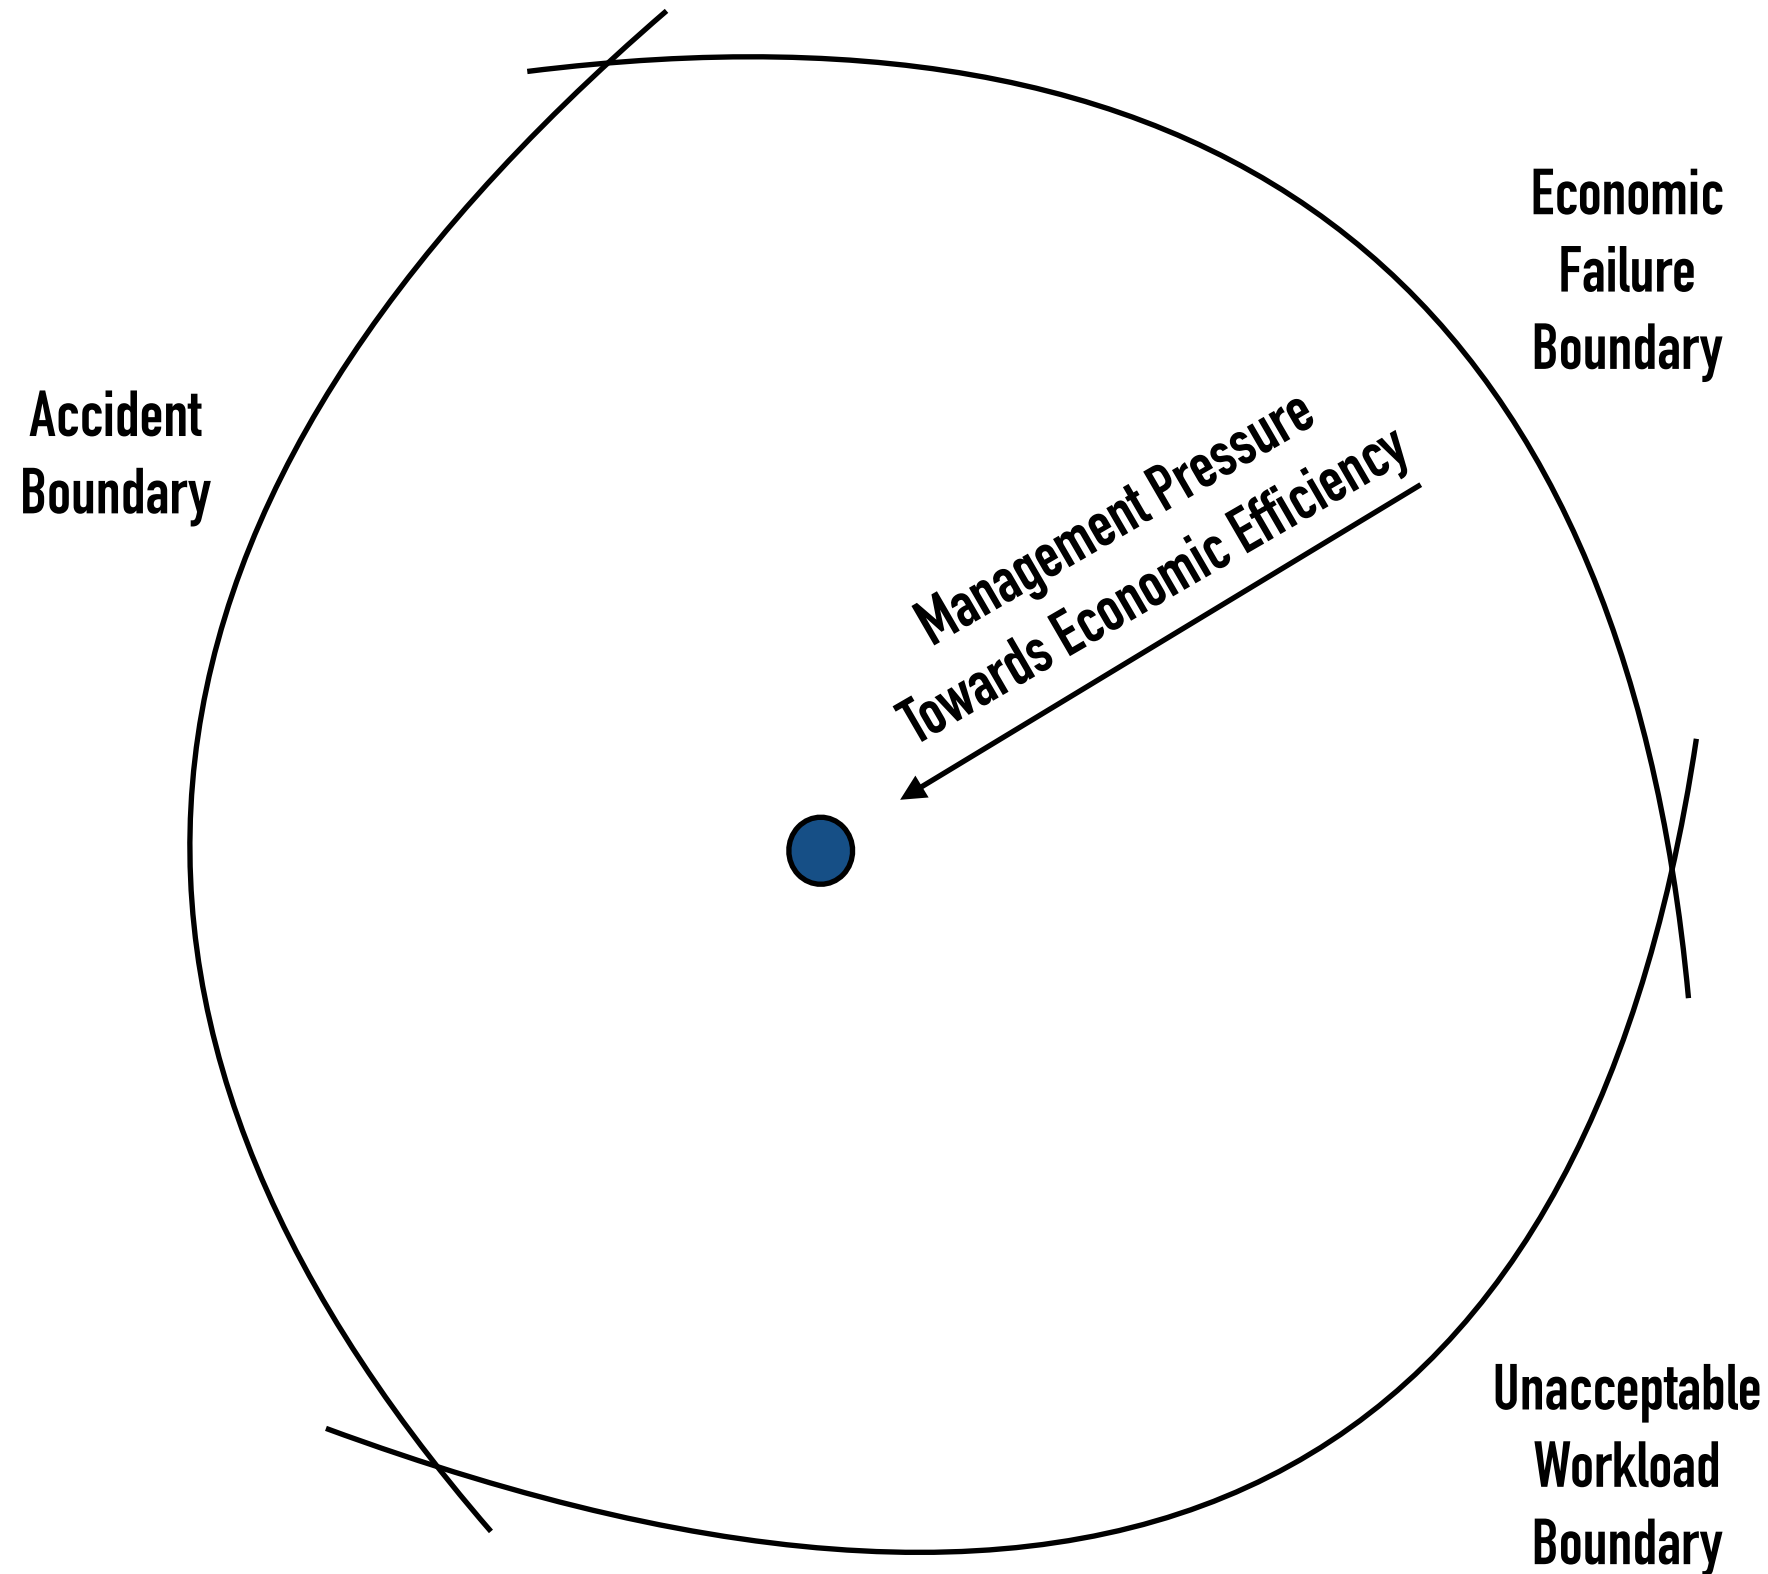 Economic
Failure
Boundary
Accident
Boundary
Management Pressure
Towards Economic Efficiency
Unacceptable
Workload
Boundary